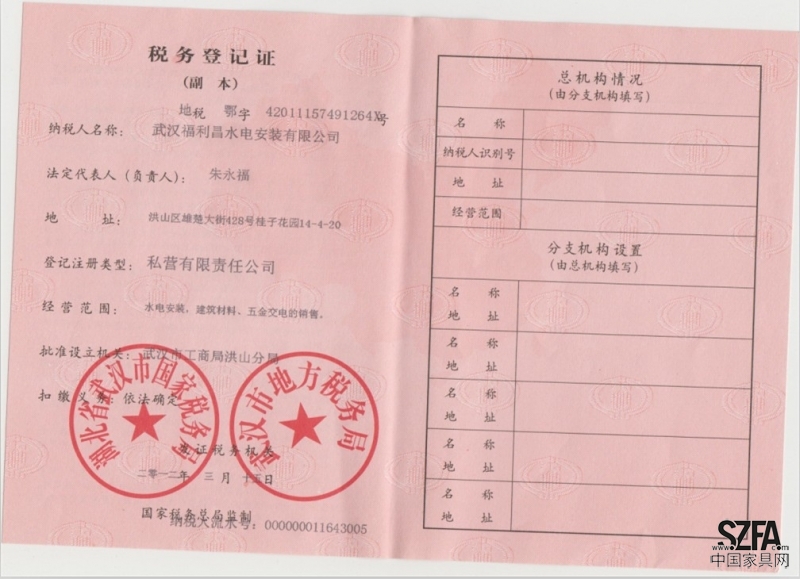 税务登记证
(副 本)
地税 鄂字 42011157491264X号
纳税人名称： 武汉福利昌水电安装有限公司
法定代表人（负责人）： 朱永福
地 址： 洪山区雄楚大街428号桂子花园14-4-20
登记注册类型： 私营有限责任公司
经营范围： 水电安装，建筑材料、五金交电的销售。
批准设立机关： 武汉市工商局洪山分局
扣缴义务：依法确定
发证税务机关
二零一二年 三月 十五日
国家税务总局监制
纳税人流水号：000000011643005
湖北省武汉市国家税务局
武汉市地方税务局
总机构情况
(由分支机构填写)
名 称
纳税人识别号
地 址
经营范围
分支机构设置
(由总机构填写)
名 称
地 址
名 称
地 址
名 称
地 址
名 称
地 址
名 称
地 址
SZFA
www. .com
中国家具网